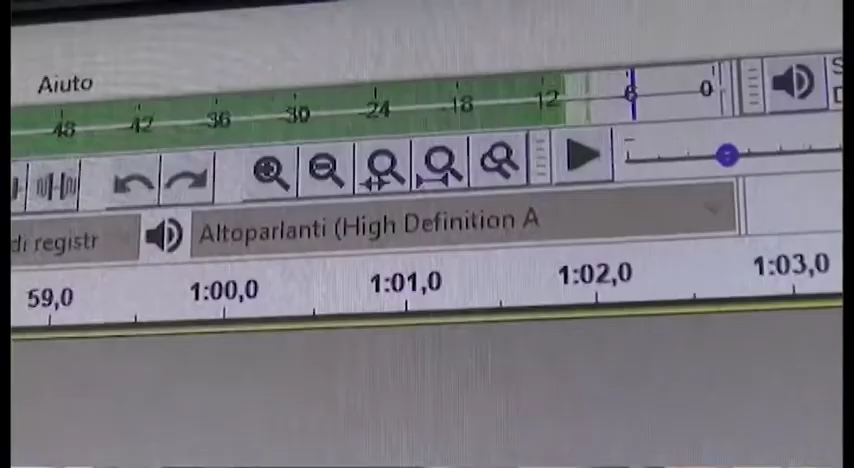 Aiuto
-48 -42 -36 -30 -24 -18 -12 -6 0
di registr
Altoparlanti (High Definition A
59,0 1:00,0 1:01,0 1:02,0 1:03,0